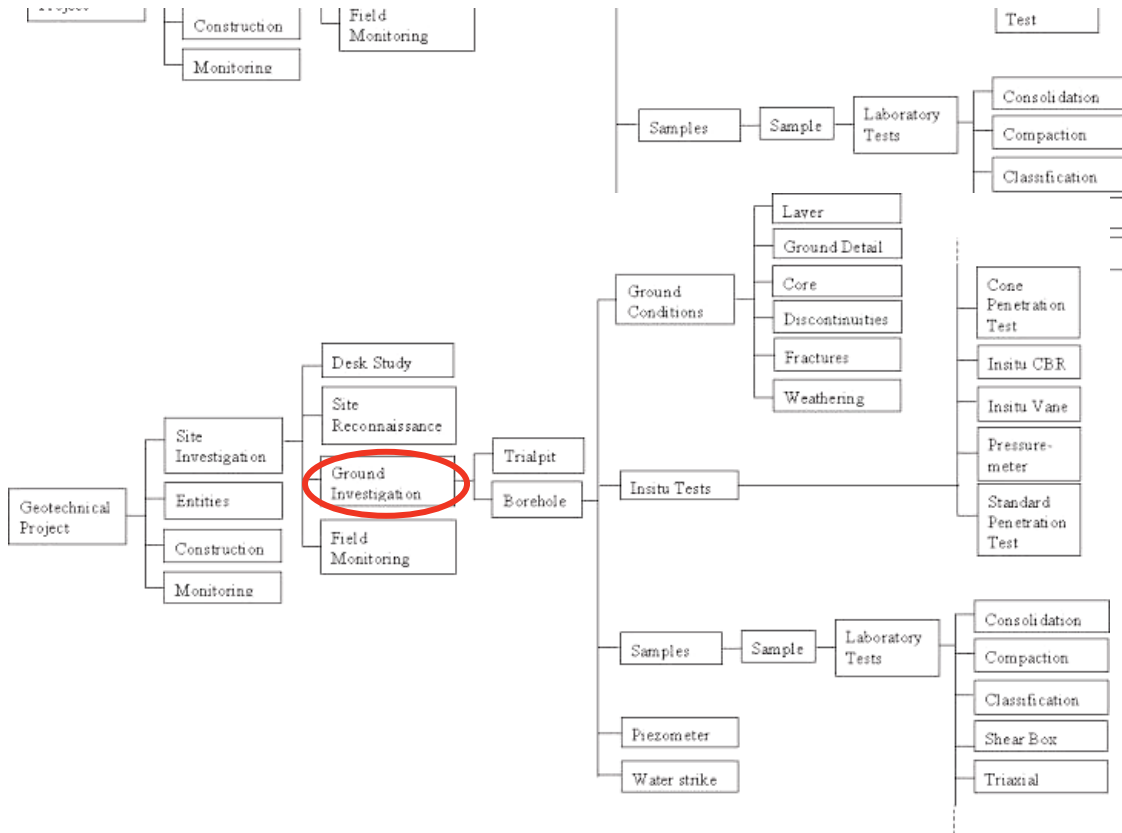 Construction
Monitoring
Field
Monitoring
Test
Samples
Sample
Laboratory
Tests
Consolidation
Compaction
Classification
Geotechnical
Project
Site
Investigation
Entities
Construction
Monitoring
Desk Study
Site
Reconnaissance
Ground
Investigation
Field
Monitoring
Trialpit
Borehole
Ground
Conditions
Layer
Ground Detail
Core
Discontinuities
Fractures
Weathering
Insitu Tests
Cone
Penetration
Test
Insitu CBR
Insitu Vane
Pressure-
meter
Standard
Penetration
Test
Samples
Sample
Laboratory
Tests
Consolidation
Compaction
Classification
Shear Box
Triaxial
Piezometer
Water strike